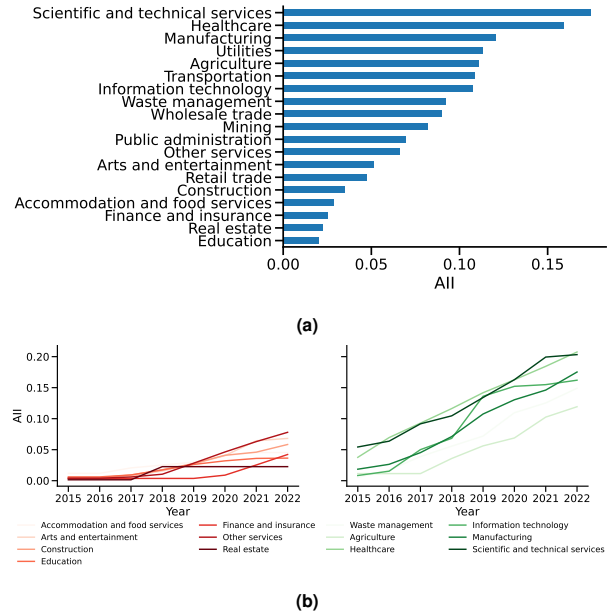 Scientific and technical services
Healthcare
Manufacturing
Utilities
Agriculture
Transportation
Information technology
Waste management
Wholesale trade
Mining
Public administration
Other services
Arts and entertainment
Retail trade
Construction
Accommodation and food services
Finance and insurance
Real estate
Education
0.00 0.05 0.10 0.15
AII
(a)
AII
0.20
0.15
0.10
0.05
0.00
2015 2016 2017 2018 2019 2020 2021 2022
Year
2015 2016 2017 2018 2019 2020 2021 2022
Year
Accommodation and food services
Arts and entertainment
Construction
Education
Finance and insurance
Other services
Real estate
Waste management
Agriculture
Healthcare
Information technology
Manufacturing
Scientific and technical services
(b)